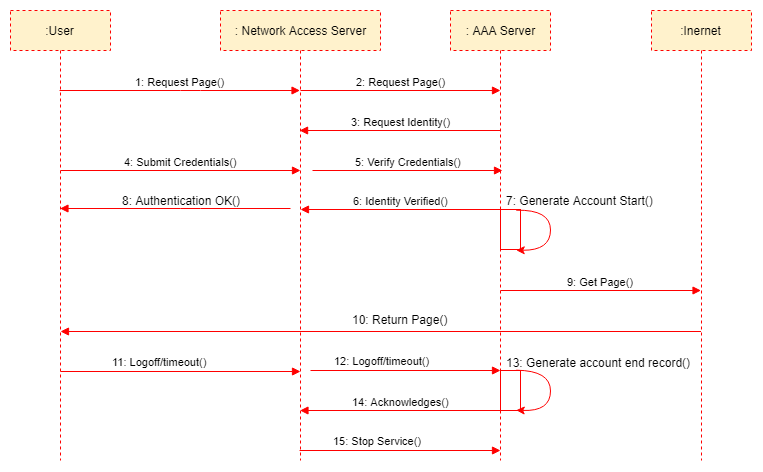 :User
: Network Access Server
: AAA Server
:Inernet
1: Request Page()
2: Request Page()
3: Request Identity()
4: Submit Credentials()
5: Verify Credentials()
8: Authentication OK()
6: Identity Verified()
7: Generate Account Start()
9: Get Page()
10: Return Page()
11: Logoff/timeout()
12: Logoff/timeout()
13: Generate account end record()
14: Acknowledges()
15: Stop Service()